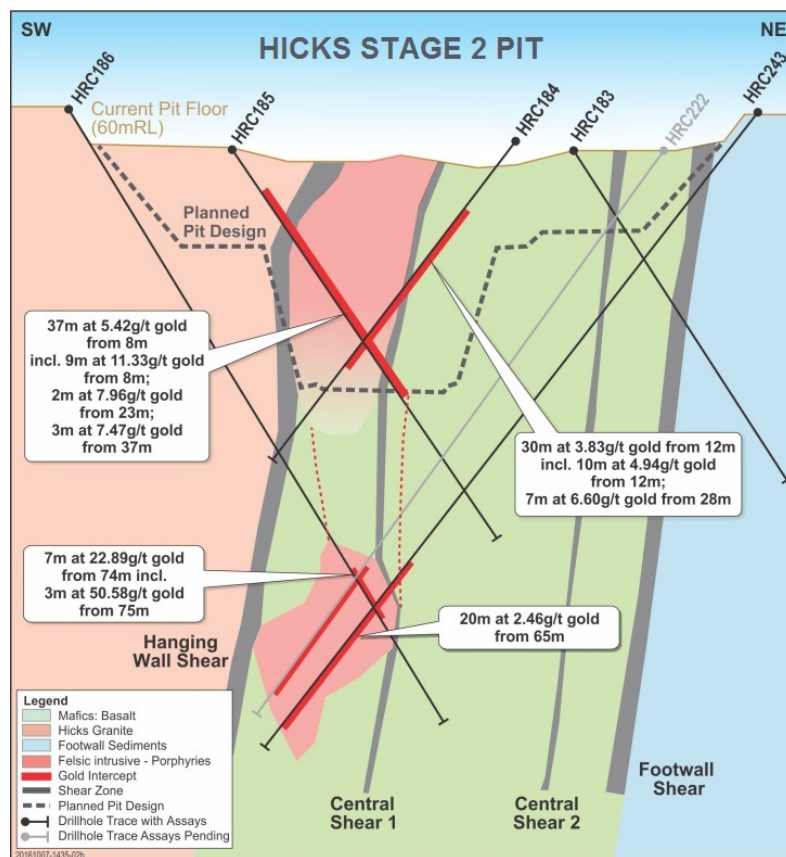 SW
NE
HICKS STAGE 2 PIT
HRC186
HRC185
HRC184
HRC183
HRC222
HRC243
Current Pit Floor
(60mRL)
Planned
Pit Design
37m at 5.42g/t gold
from 8m
incl. 9m at 11.33g/t gold
from 8m;
2m at 7.96g/t gold
from 23m;
3m at 7.47g/t gold
from 37m
30m at 3.83g/t gold from 12m
incl. 10m at 4.94g/t gold
from 12m;
7m at 6.60g/t gold from 28m
7m at 22.89g/t gold
from 74m incl.
3m at 50.58g/t gold
from 75m
20m at 2.46g/t gold
from 65m
Hanging
Wall Shear
Central
Shear 1
Central
Shear 2
Footwall
Shear
Legend
Mafics: Basalt
Hicks Granite
Footwall Sediments
Felsic intrusive - Porphyries
Gold Intercept
Shear Zone
Planned Pit Design
Drillhole Trace with Assays
Drillhole Trace Assays Pending
20161007-1435-02b